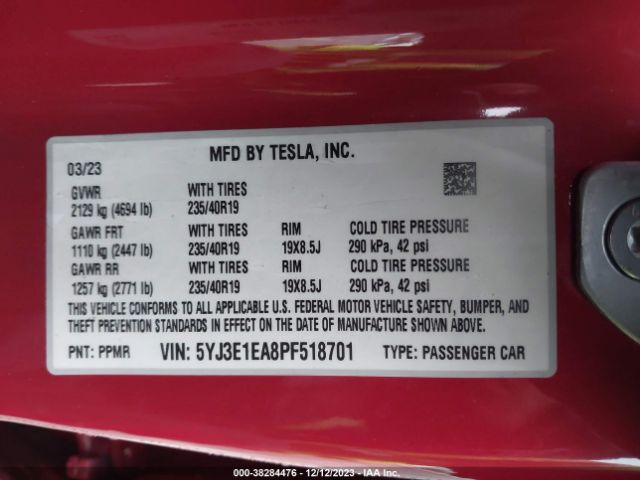 MFD BY TESLA, INC.
03/23
GVWR WITH TIRES
2129 kg (4694 lb) 235/40R19
GAWR FRT WITH TIRES RIM COLD TIRE PRESSURE
1110 kg (2447 lb) 235/40R19 19X8.5J 290 kPa, 42 psi
GAWR RR WITH TIRES RIM COLD TIRE PRESSURE
1257 kg (2771 lb) 235/40R19 19X8.5J 290 kPa, 42 psi
THIS VEHICLE CONFORMS TO ALL APPLICABLE U.S. FEDERAL MOTOR VEHICLE SAFETY, BUMPER, AND
THEFT PREVENTION STANDARDS IN EFFECT ON THE DATE OF MANUFACTURE SHOWN ABOVE.
PNT: PPMR VIN: 5YJ3E1EA8PF518701 TYPE: PASSENGER CAR
000-38284476 - 12/12/2023 - IAA Inc.